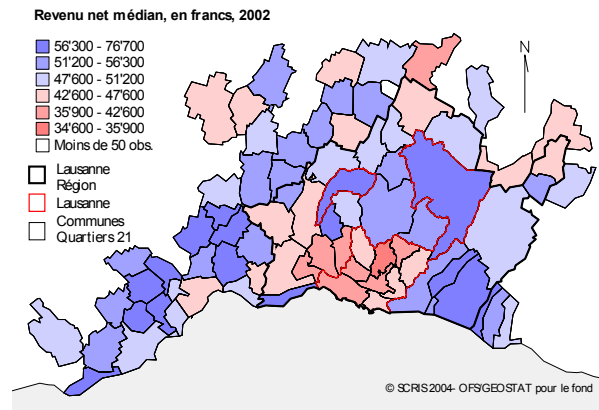 Revenu net médian, en francs, 2002
56'300 - 76'700
51'200 - 56'300
47'600 - 51'200
42'600 - 47'600
35'900 - 42'600
34'600 - 35'900
Moins de 50 obs.
Lausanne
Région
Lausanne
Communes
Quartiers 21
N
© SCRIS 2004- OFS/GEOSTAT pour le fond